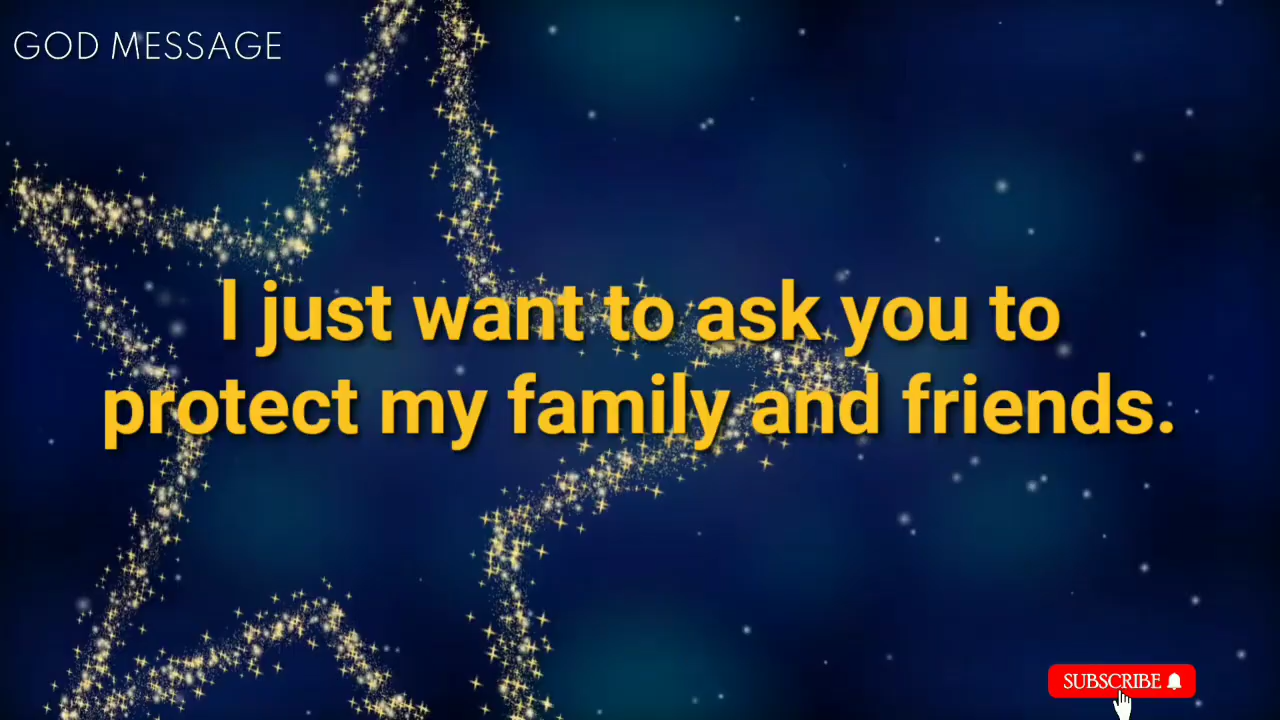 GOD MESSAGE
I just want to ask you to
protect my family and friends.
SUBSCRIBE